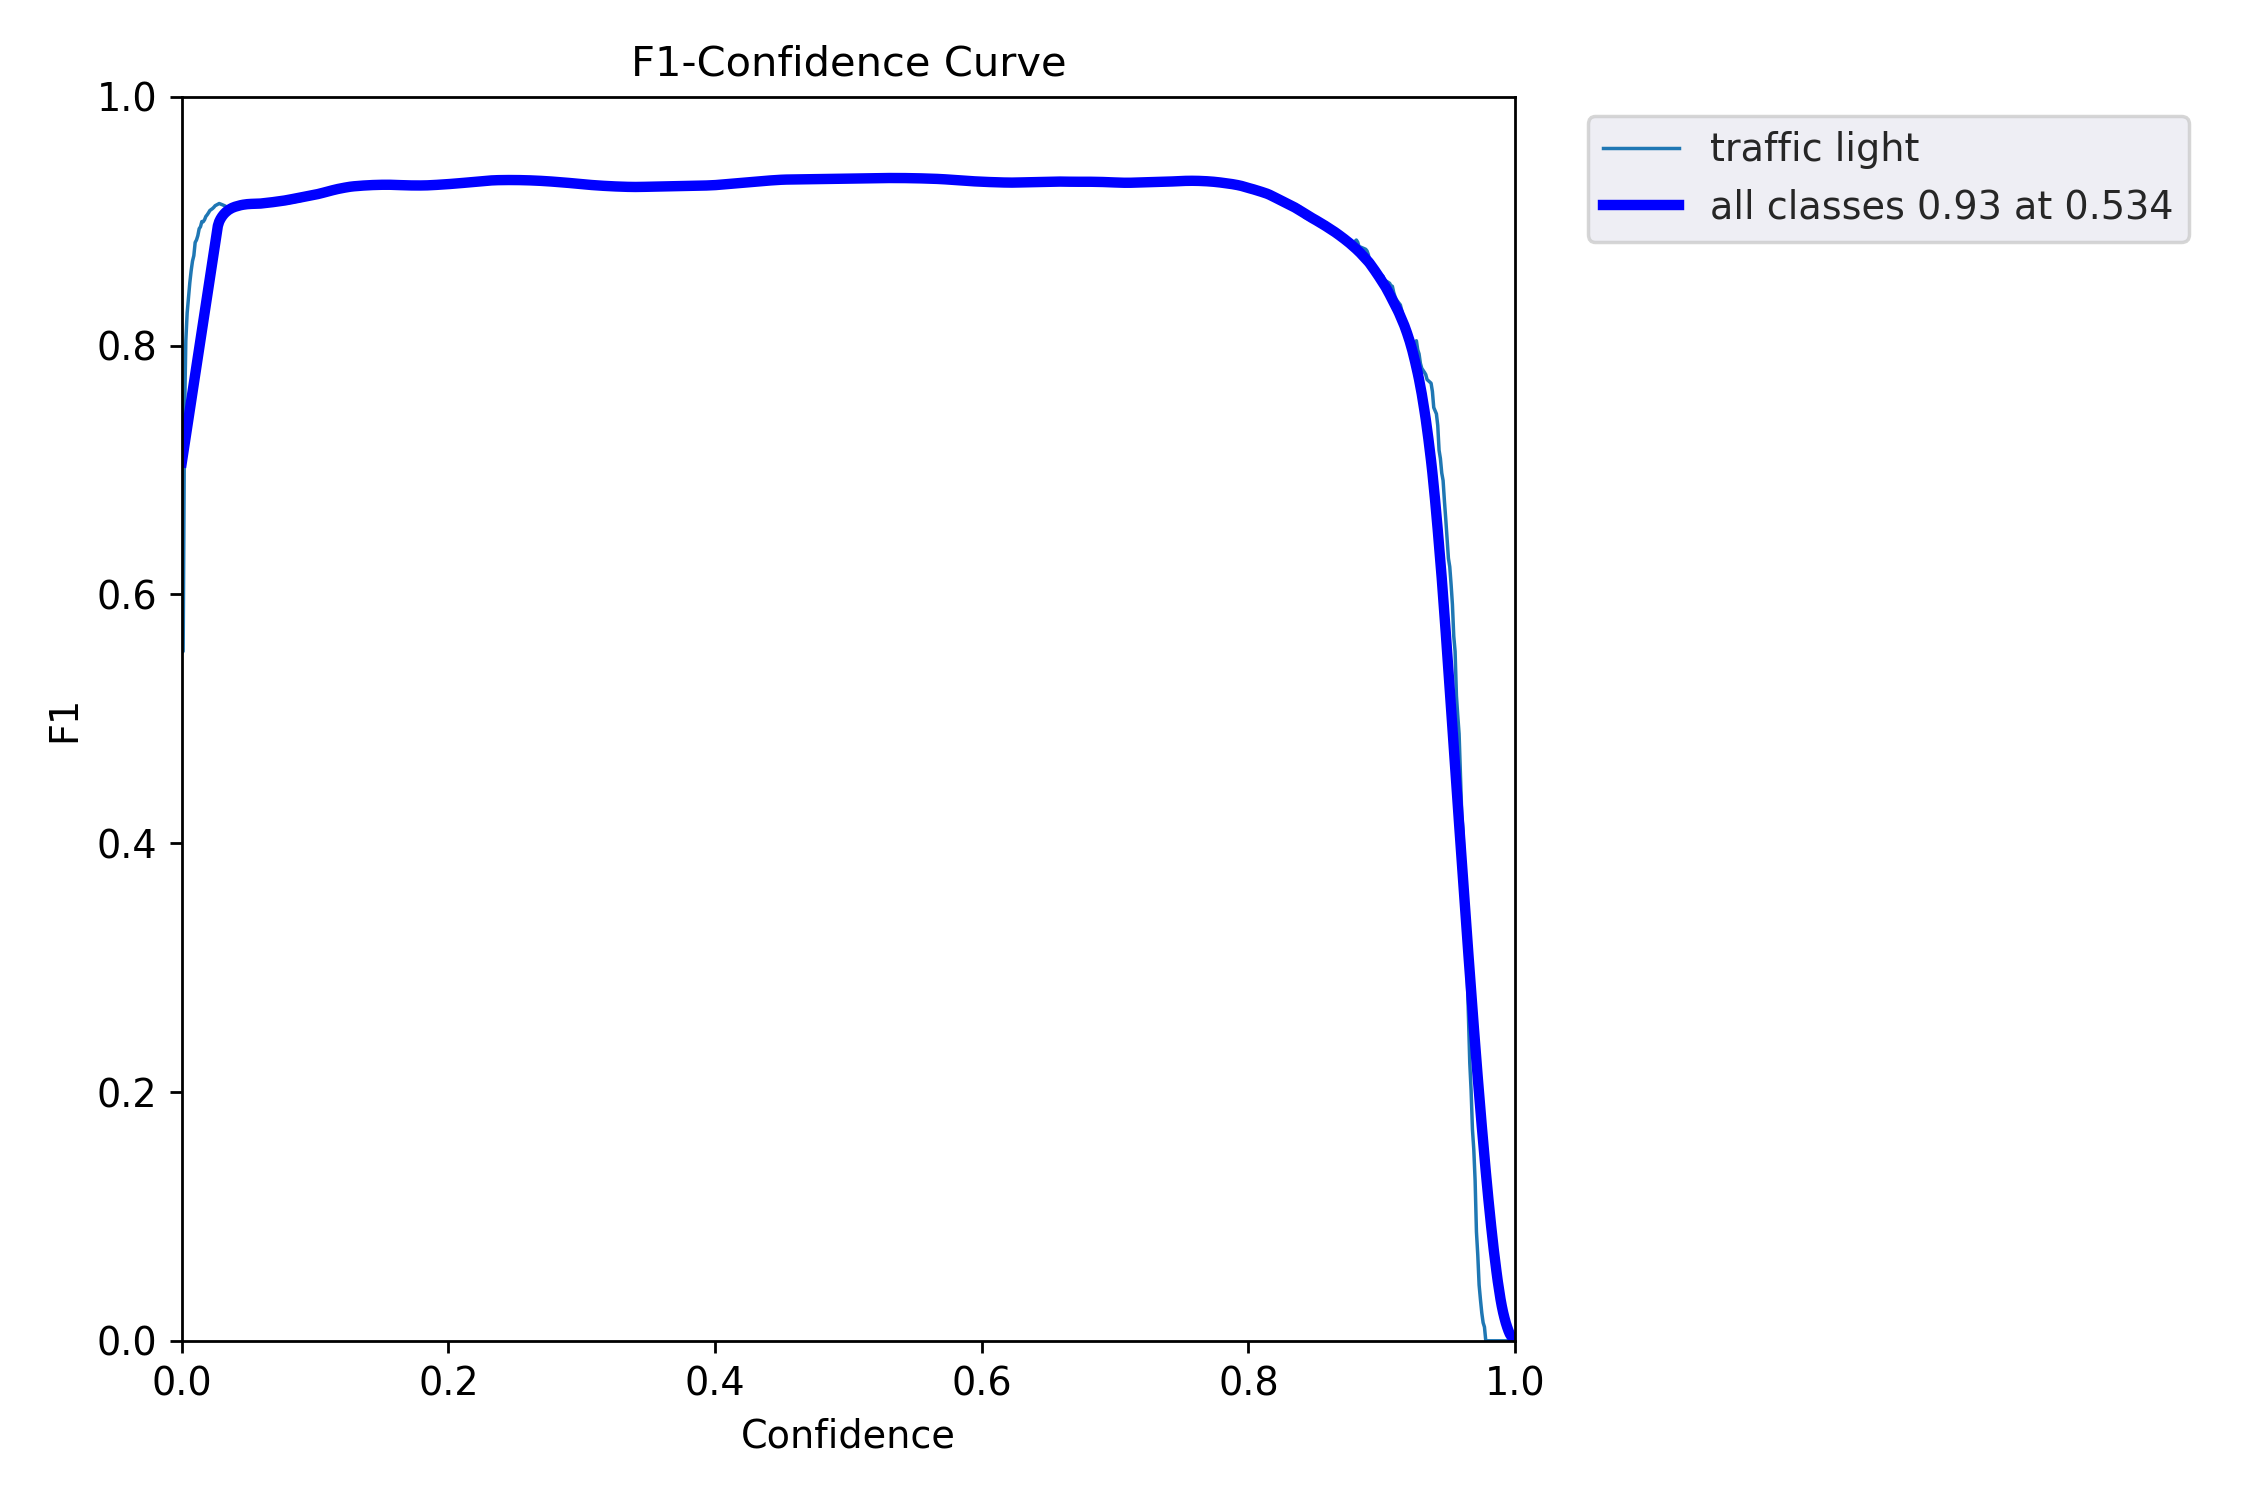 F1-Confidence Curve
1.0
0.8
0.6
0.4
0.2
0.0
F1
0.0 0.2 0.4 0.6 0.8 1.0
Confidence
traffic light
all classes 0.93 at 0.534